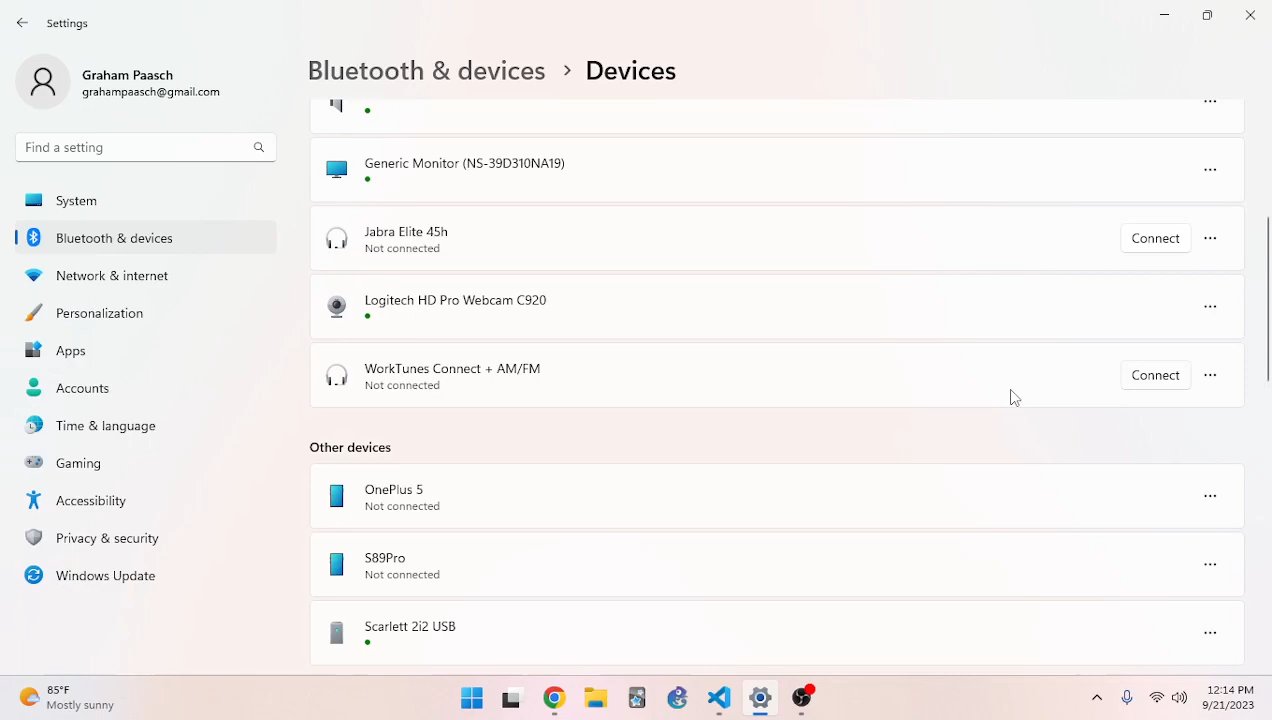 Settings
Graham Paasch
grahampaasch@gmail.com
Find a setting
System
Bluetooth & devices
Network & internet
Personalization
Apps
Accounts
Time & language
Gaming
Accessibility
Privacy & security
Windows Update
Bluetooth & devices > Devices
Generic Monitor (NS-39D310NA19)
Jabra Elite 45h
Not connected
Connect
Logitech HD Pro Webcam C920
WorkTunes Connect + AM/FM
Not connected
Connect
Other devices
OnePlus 5
Not connected
S89Pro
Not connected
Scarlett 2i2 USB
85°F
Mostly sunny
12:14 PM
9/21/2023